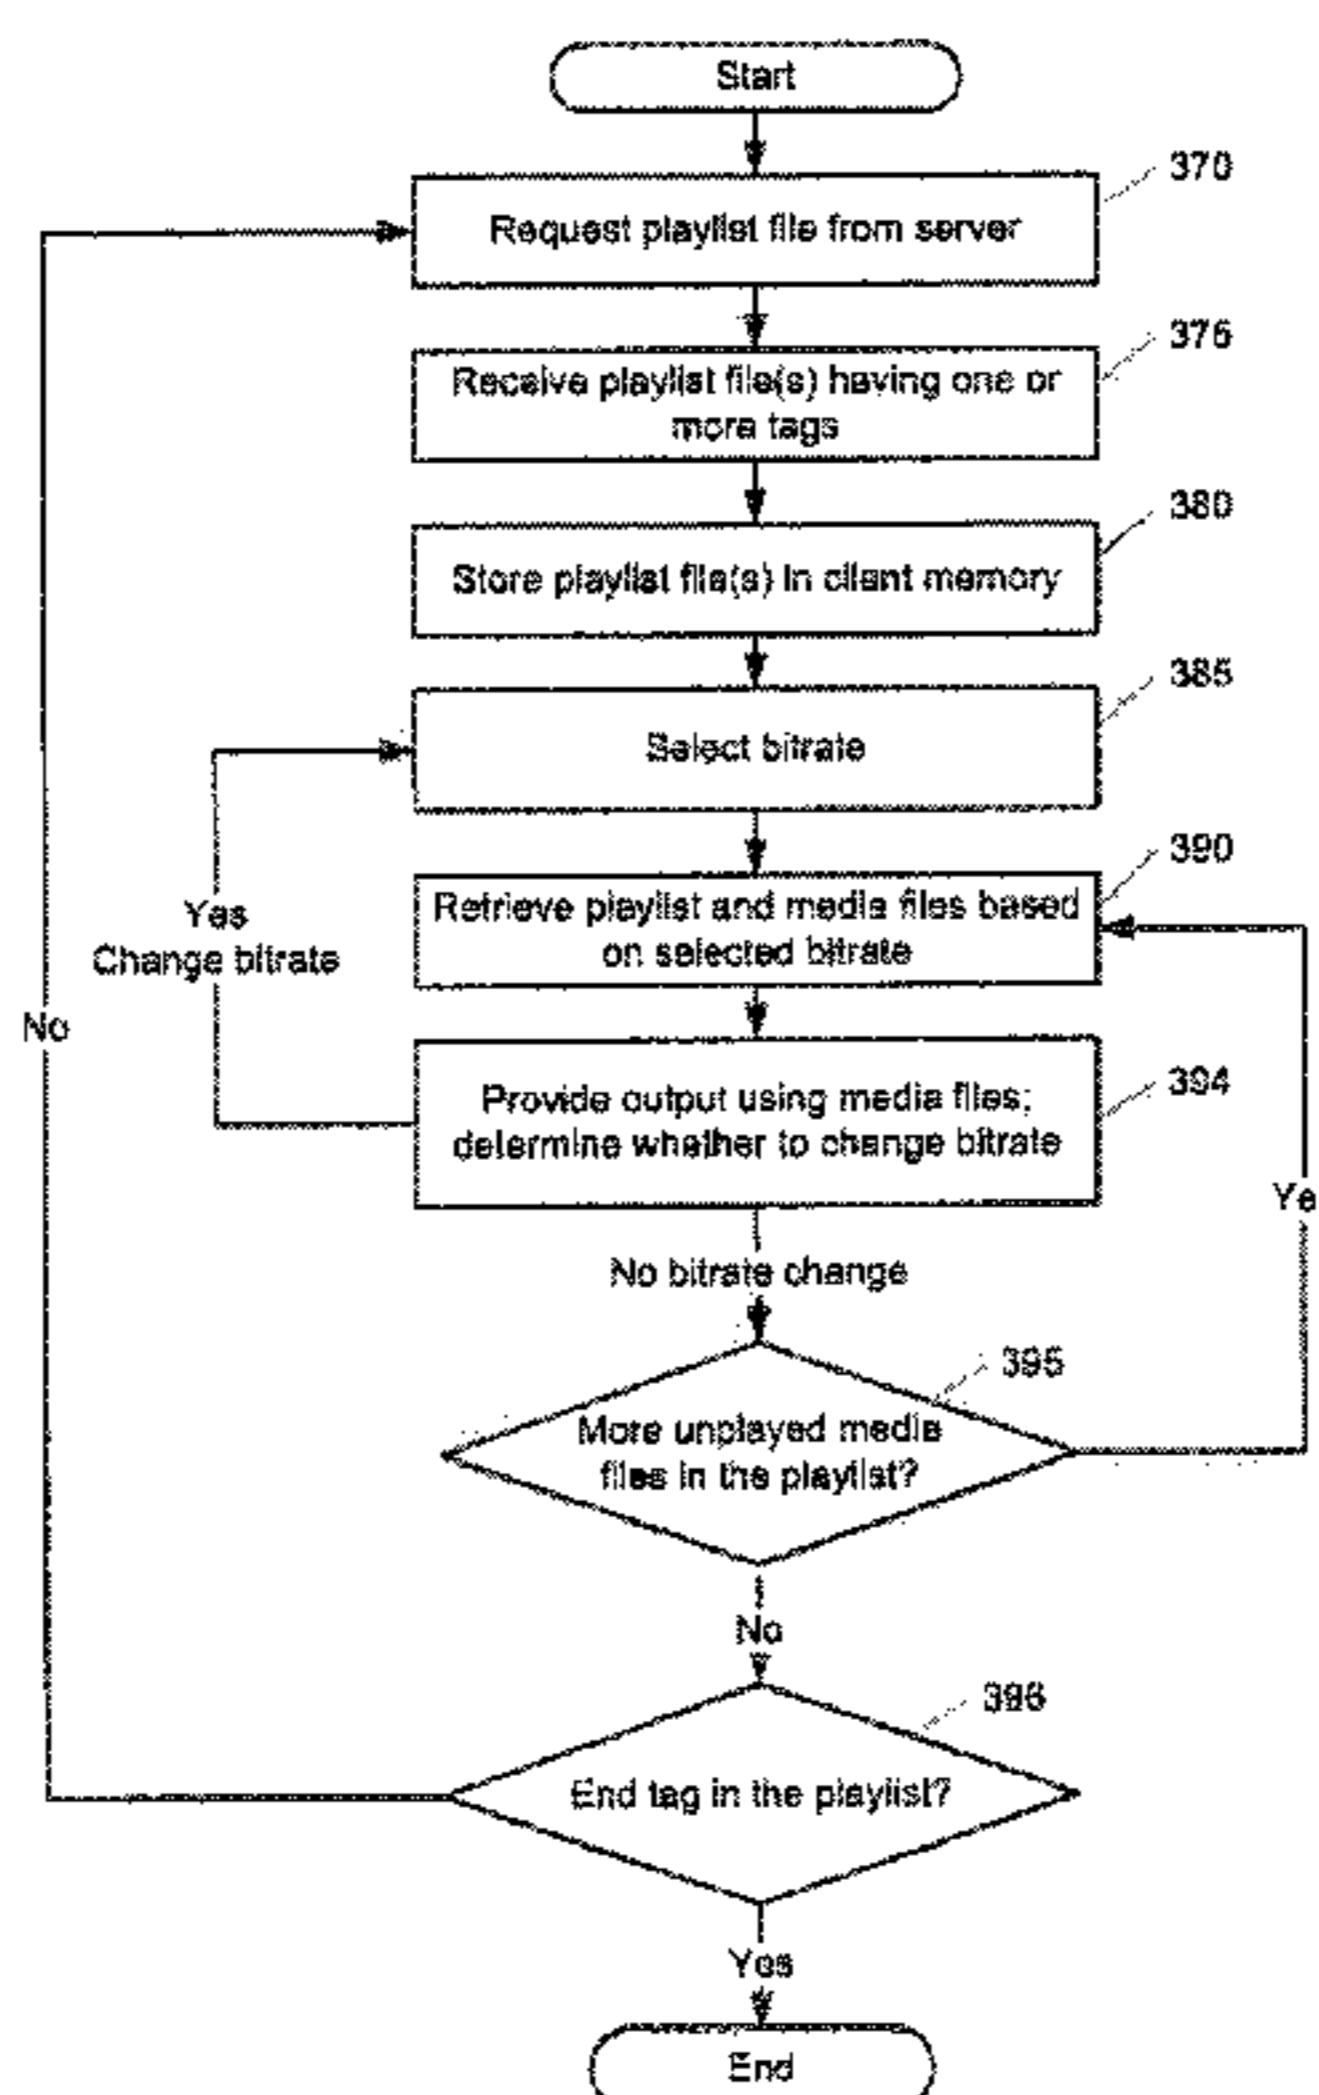 Start
370
Request playlist file from server
375
Receive playlist file(s) having one or
more tags
380
Store playlist file(s) in client memory
385
Select bitrate
390
Retrieve playlist and media files based
on selected bitrate
Yes
Change bitrate
No
394
Provide output using media files;
determine whether to change bitrate
Ye
No bitrate change
395
More unplayed media
files in the playlist?
No
396
End tag in the playlist?
Yes
End